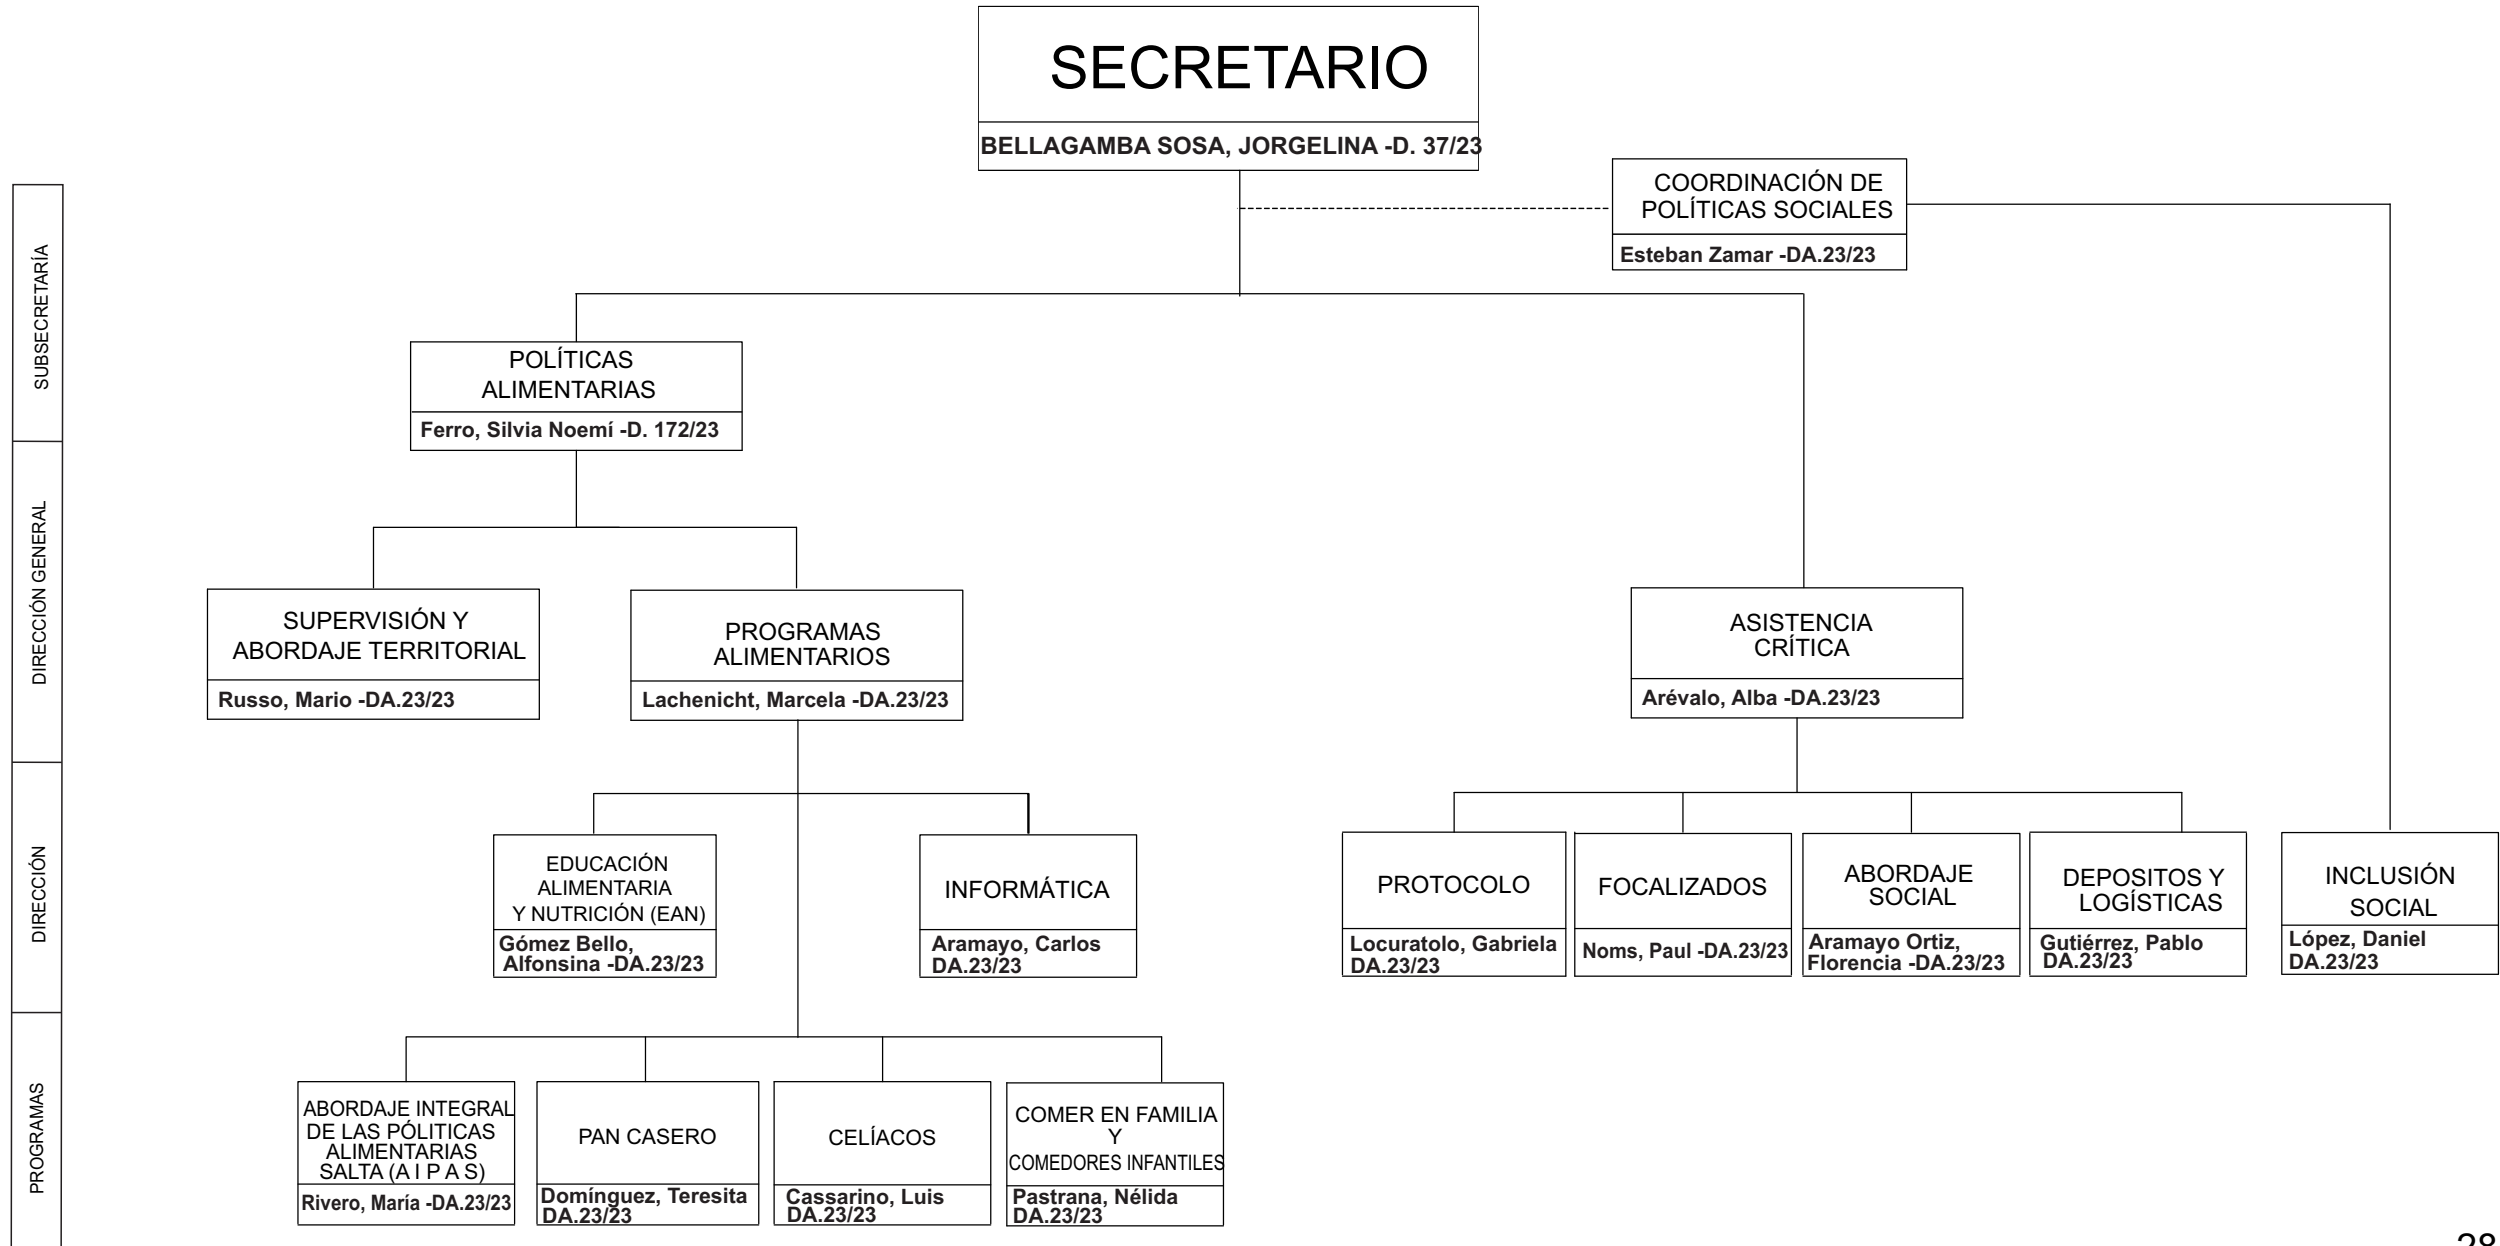 SECRETARIO
BELLAGAMBA SOSA, JORGELINA -D. 37/23
COORDINACIÓN DE
POLÍTICAS SOCIALES
Esteban Zamar -DA.23/23
SUBSECRETARÍA
POLÍTICAS
ALIMENTARIAS
Ferro, Silvia Noemí -D. 172/23
DIRECCIÓN GENERAL
SUPERVISIÓN Y
ABORDAJE TERRITORIAL
Russo, Mario -DA.23/23
PROGRAMAS
ALIMENTARIOS
Lachenicht, Marcela -DA.23/23
ASISTENCIA
CRÍTICA
Arévalo, Alba -DA.23/23
DIRECCIÓN
EDUCACIÓN
ALIMENTARIA
Y NUTRICIÓN (EAN)
Gómez Bello,
Alfonsina -DA.23/23
INFORMÁTICA
Aramayo, Carlos
DA.23/23
PROTOCOLO
Locuratolo, Gabriela
DA.23/23
FOCALIZADOS
Noms, Paul -DA.23/23
ABORDAJE
SOCIAL
Aramayo Ortiz,
Florencia -DA.23/23
DEPOSITOS Y
LOGÍSTICAS
Gutiérrez, Pablo
DA.23/23
INCLUSIÓN
SOCIAL
López, Daniel
DA.23/23
PROGRAMAS
ABORDAJE INTEGRAL
DE LAS PÓLITICAS
ALIMENTARIAS
SALTA (A I P A S)
Rivero, María -DA.23/23
PAN CASERO
Domínguez, Teresita
DA.23/23
CELÍACOS
Cassarino, Luis
DA.23/23
COMER EN FAMILIA
Y
COMEDORES INFANTILES
Pastrana, Nélida
DA.23/23
28